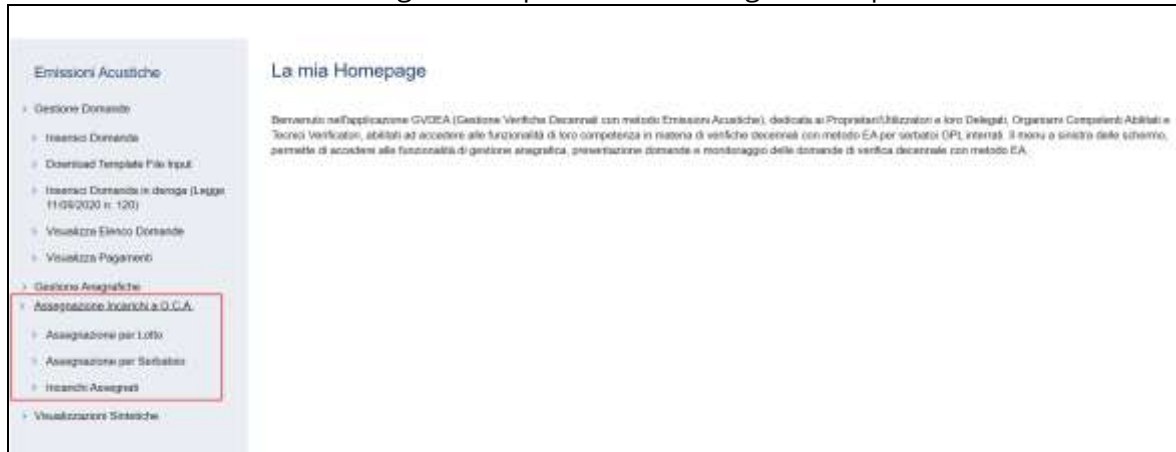 Emissioni Acustiche
Gestione Domande
Inserisci Domanda
Download Template File Input
Inserisci Domanda in deroga (Legge
11/09/2020 n. 120)
Visualizza Elenco Domande
Visualizza Pagamenti
Gestione Anagrafiche
Assegnazione Incarichi a O.C.A.
Assegnazione per Lotto
Assegnazione per Serbatoio
Incarichi Assegnati
Visualizzazioni Sintetiche
La mia Homepage
Benvenuto nell'applicazione GVDEA (Gestione Verifiche Decennali con metodo Emissioni Acustiche), dedicata ai Proprietari/Utilizzatori e loro Delegati, Organismi Competenti Abilitati e
Tecnici Verificatori, abilitati ad accedere alle funzionalità di loro competenza in materia di verifiche decennali con metodo EA per serbatoi GPL interrati. Il menu a sinistra dello schermo,
permette di accedere alle funzionalità di gestione anagrafica, presentazione domande e monitoraggio delle domande di verifica decennale con metodo EA.